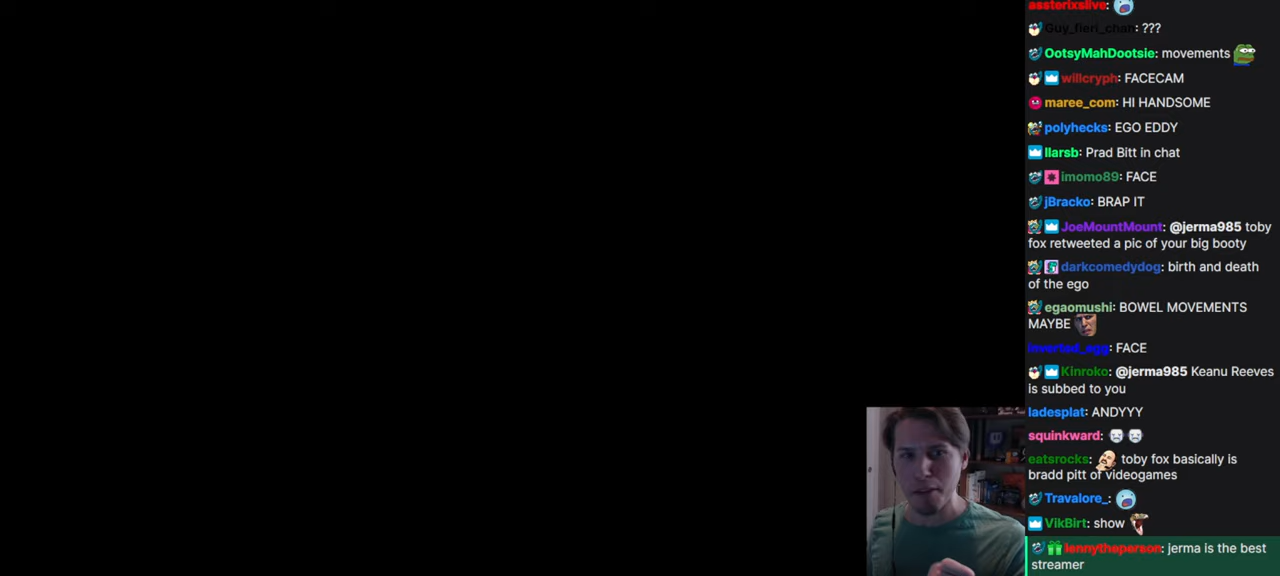 assterixslive:
Guy_fieri_chan: ???
OotsyMahDootsie: movements
willcryph: FACECAM
maree_com: HI HANDSOME
polyhecks: EGO EDDY
llarsb: Prad Bitt in chat
imomo89: FACE
jBracko: BRAP IT
JoeMountMount: @jerma985 toby
fox retweeted a pic of your big booty
darkcomedydog: birth and death
of the ego
egaomushi: BOWEL MOVEMENTS
MAYBE
inverted_egg: FACE
Kinroko: @jerma985 Keanu Reeves
is subbed to you
ladesplat: ANDYYY
squinkward:
eatsrocks: toby fox basically is
bradd pitt of videogames
Travalore_:
VikBirt: show
lennytheperson: jerma is the best
streamer